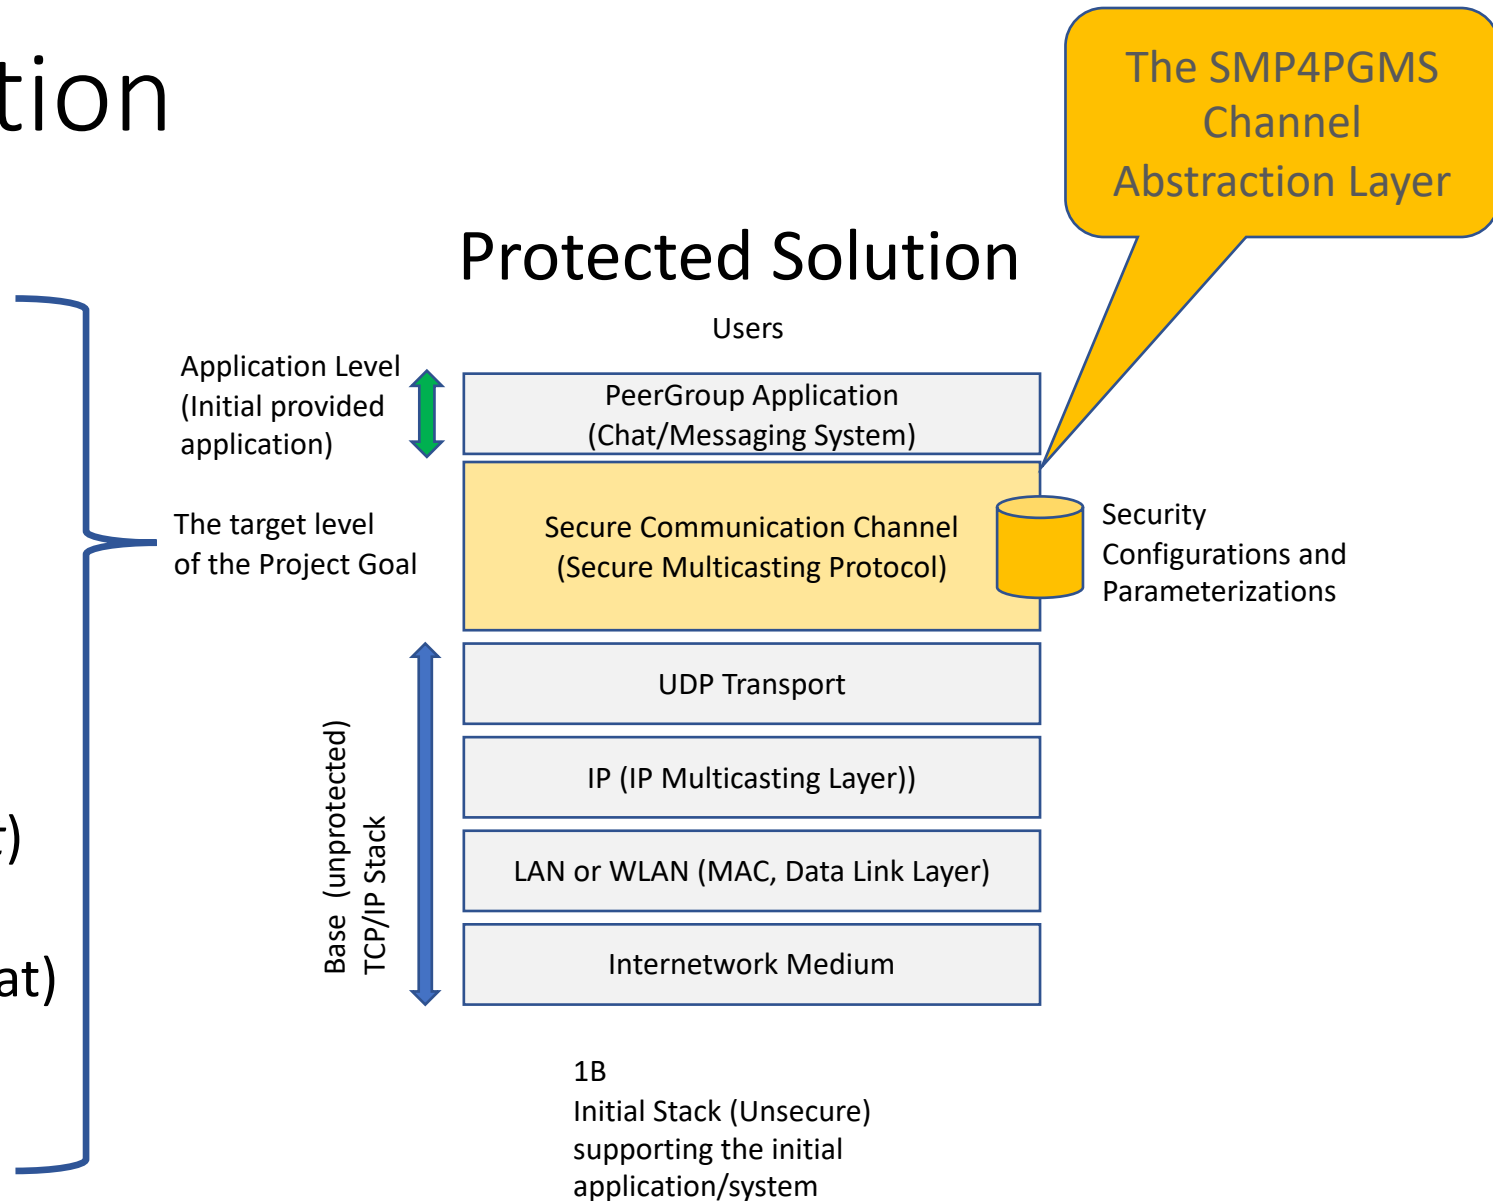 tion
The SMP4PGMS
Channel
Abstraction Layer
Protected Solution
Users
Application Level
(Initial provided
application)
PeerGroup Application
(Chat/Messaging System)
The target level
of the Project Goal
Secure Communication Channel
(Secure Multicasting Protocol)
Security
Configurations and
Parameterizations
Base (unprotected)
TCP/IP Stack
UDP Transport
IP (IP Multicasting Layer))
LAN or WLAN (MAC, Data Link Layer)
Internetwork Medium
t)
at)
1B
Initial Stack (Unsecure)
supporting the initial
application/system